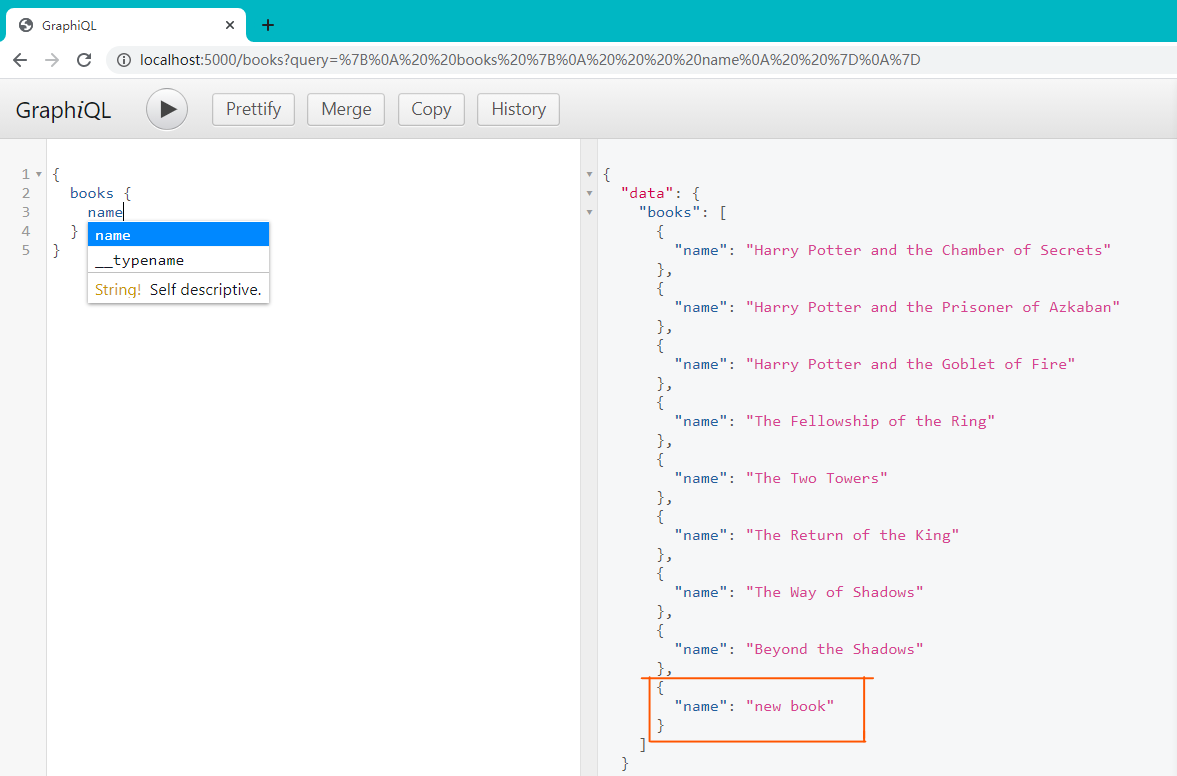 GraphiQL
localhost:5000/books?query=%7B%0A%20%20books%20%7B%0A%20%20%20%20name%0A%20%20%7D%0A%7D
GraphiQL Prettify Merge Copy History
1 {
2 books {
3 name
4 }
5 }
name
__typename
String! Self descriptive.
{
"data": {
"books": [
{
"name": "Harry Potter and the Chamber of Secrets"
},
{
"name": "Harry Potter and the Prisoner of Azkaban"
},
{
"name": "Harry Potter and the Goblet of Fire"
},
{
"name": "The Fellowship of the Ring"
},
{
"name": "The Two Towers"
},
{
"name": "The Return of the King"
},
{
"name": "The Way of Shadows"
},
{
"name": "Beyond the Shadows"
},
{
"name": "new book"
}
]
}